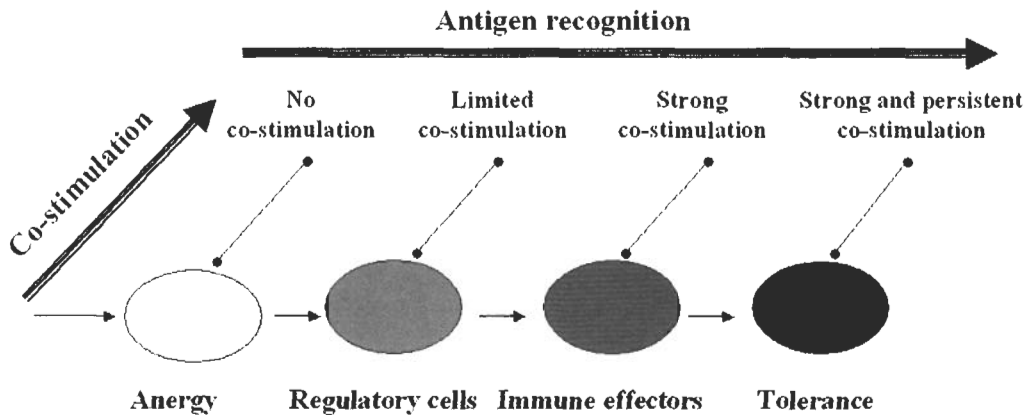 Antigen recognition
No
co-stimulation
Limited
co-stimulation
Strong
co-stimulation
Strong and persistent
co-stimulation
Co-stimulation
Anergy
Regulatory cells
Immune effectors
Tolerance